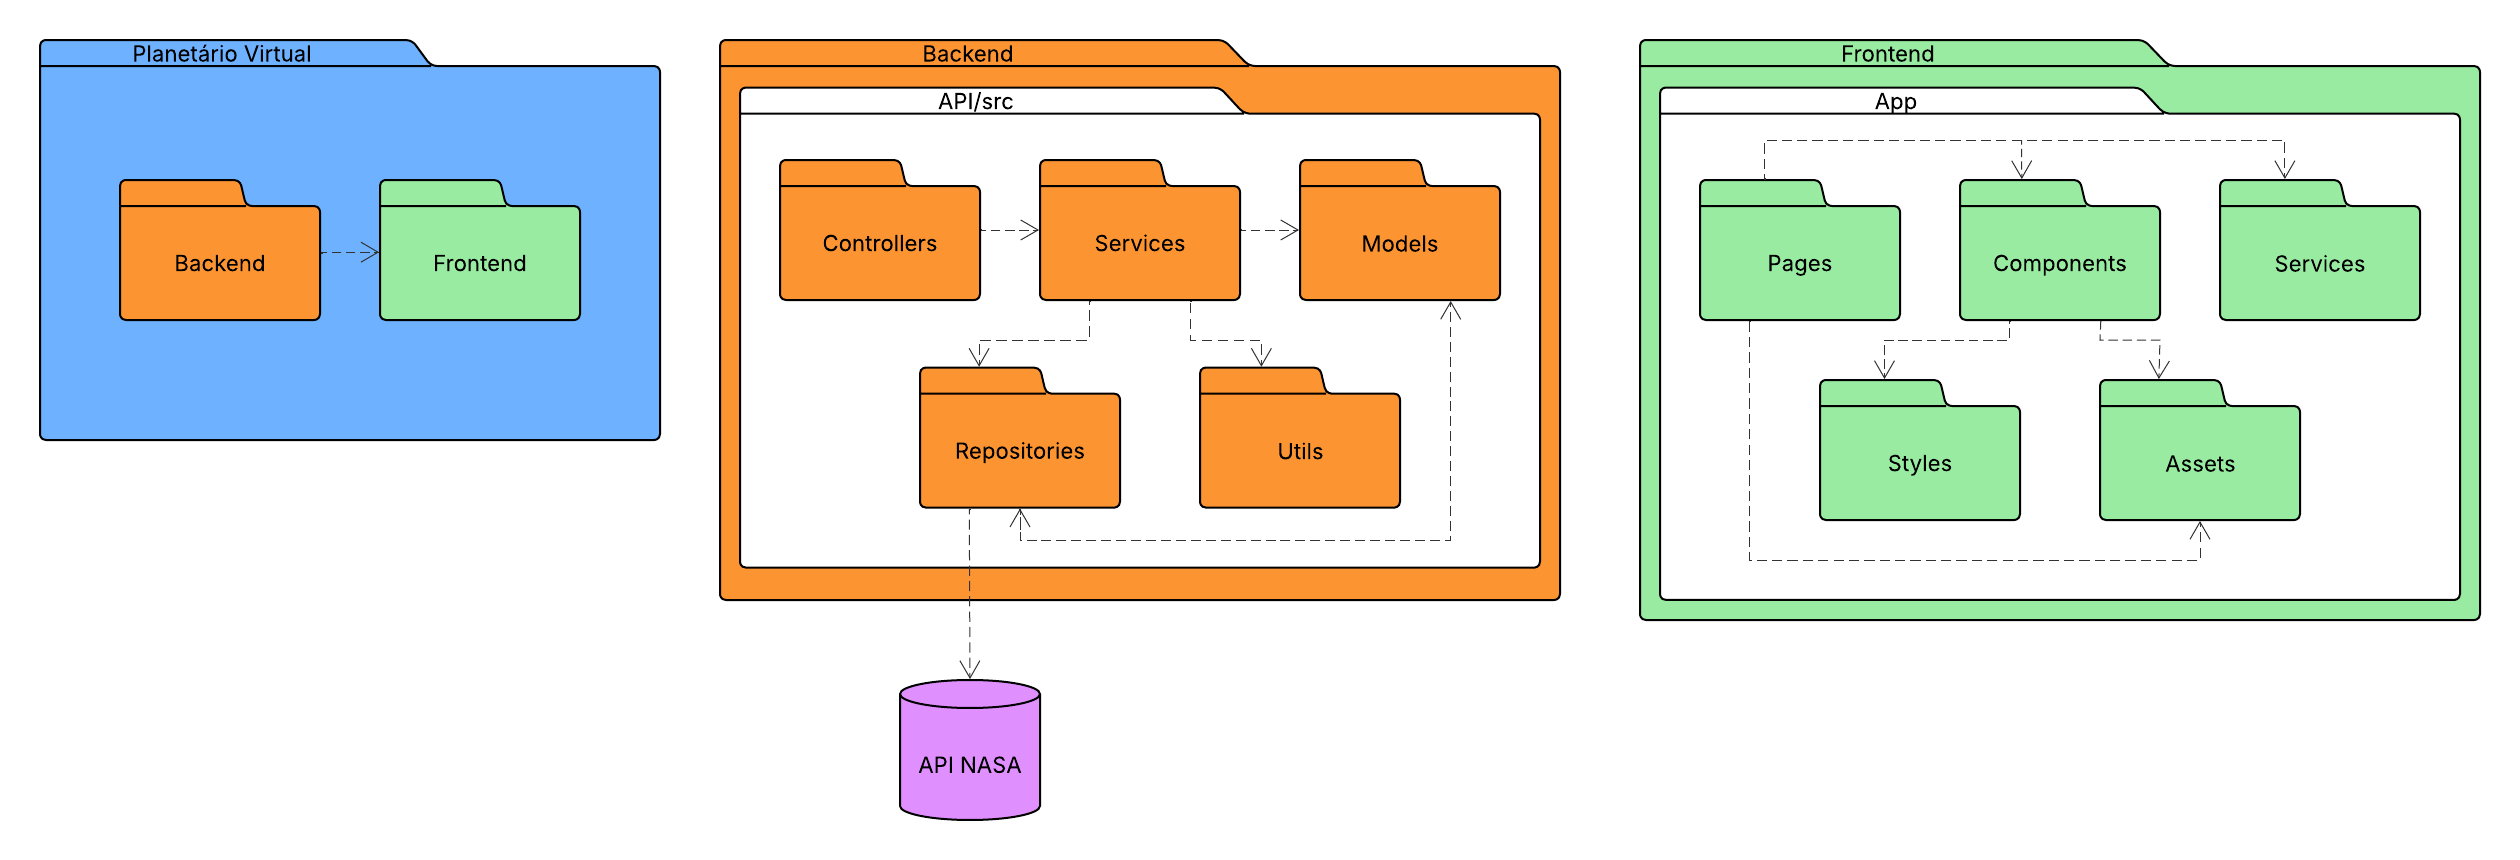 Planetário Virtual
Backend
Frontend
Backend
API/src
Controllers
Services
Models
Repositories
Utils
API NASA
Frontend
App
Pages
Components
Services
Styles
Assets